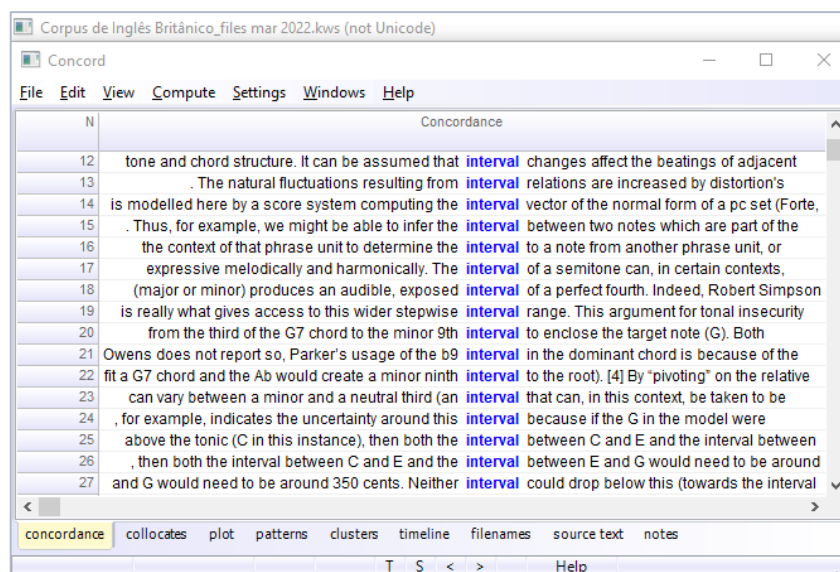 Corpus de Inglês Britânico_files mar 2022.kws (not Unicode)
Concord
File Edit View Compute Settings Windows Help
N Concordance
12 tone and chord structure. It can be assumed that interval changes affect the beatings of adjacent
13 . The natural fluctuations resulting from interval relations are increased by distortion's
14 is modelled here by a score system computing the interval vector of the normal form of a pc set (Forte,
15 . Thus, for example, we might be able to infer the interval between two notes which are part of the
16 the context of that phrase unit to determine the interval to a note from another phrase unit, or
17 expressive melodically and harmonically. The interval of a semitone can, in certain contexts,
18 (major or minor) produces an audible, exposed interval of a perfect fourth. Indeed, Robert Simpson
19 is really what gives access to this wider stepwise interval range. This argument for tonal insecurity
20 from the third of the G7 chord to the minor 9th interval to enclose the target note (G). Both
21 Owens does not report so, Parker's usage of the b9 interval in the dominant chord is because of the
22 fit a G7 chord and the Ab would create a minor ninth interval to the root). [4] By “pivoting” on the relative
23 can vary between a minor and a neutral third (an interval that can, in this context, be taken to be
24 , for example, indicates the uncertainty around this interval because if the G in the model were
25 above the tonic (C in this instance), then both the interval between C and E and the interval between
26 , then both the interval between C and E and the interval between E and G would need to be around
27 and G would need to be around 350 cents. Neither interval could drop below this (towards the interval
concordance collocates plot patterns clusters timeline filenames source text notes
T S < > Help